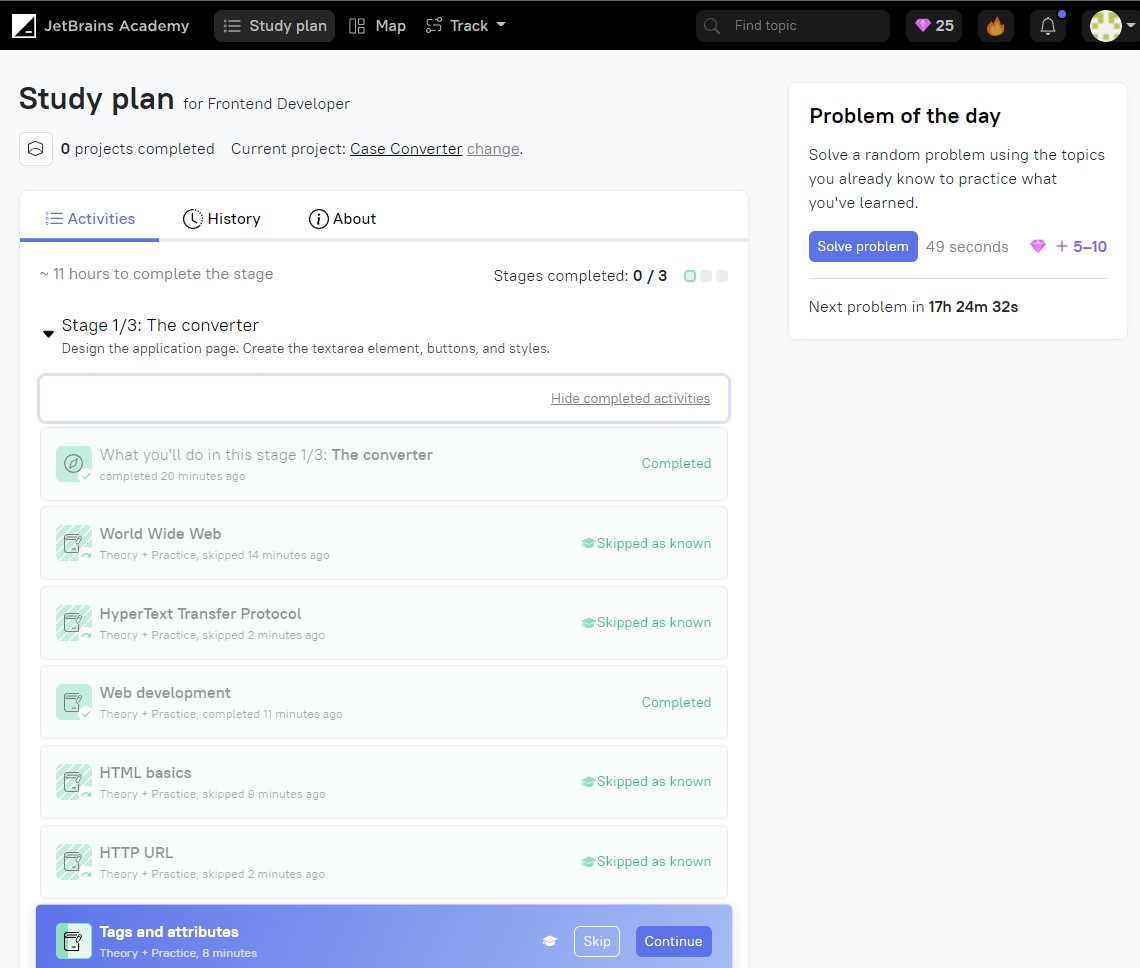 JetBrains Academy Study plan Map Track Find topic 25
Study plan for Frontend Developer
0 projects completed Current project: Case Converter change.
Activities History About
~ 11 hours to complete the stage Stages completed: 0 / 3
Stage 1/3: The converter
Design the application page. Create the textarea element, buttons, and styles.
Hide completed activities
What you'll do in this stage 1/3: The converter
completed 20 minutes ago
Completed
World Wide Web
Theory + Practice, skipped 14 minutes ago
Skipped as known
HyperText Transfer Protocol
Theory + Practice, skipped 2 minutes ago
Skipped as known
Web development
Theory + Practice, completed 11 minutes ago
Completed
HTML basics
Theory + Practice, skipped 9 minutes ago
Skipped as known
HTTP URL
Theory + Practice, skipped 2 minutes ago
Skipped as known
Tags and attributes
Theory + Practice, 8 minutes
Skip Continue
Problem of the day
Solve a random problem using the topics
you already know to practice what
you've learned.
Solve problem 49 seconds + 5–10
Next problem in 17h 24m 32s